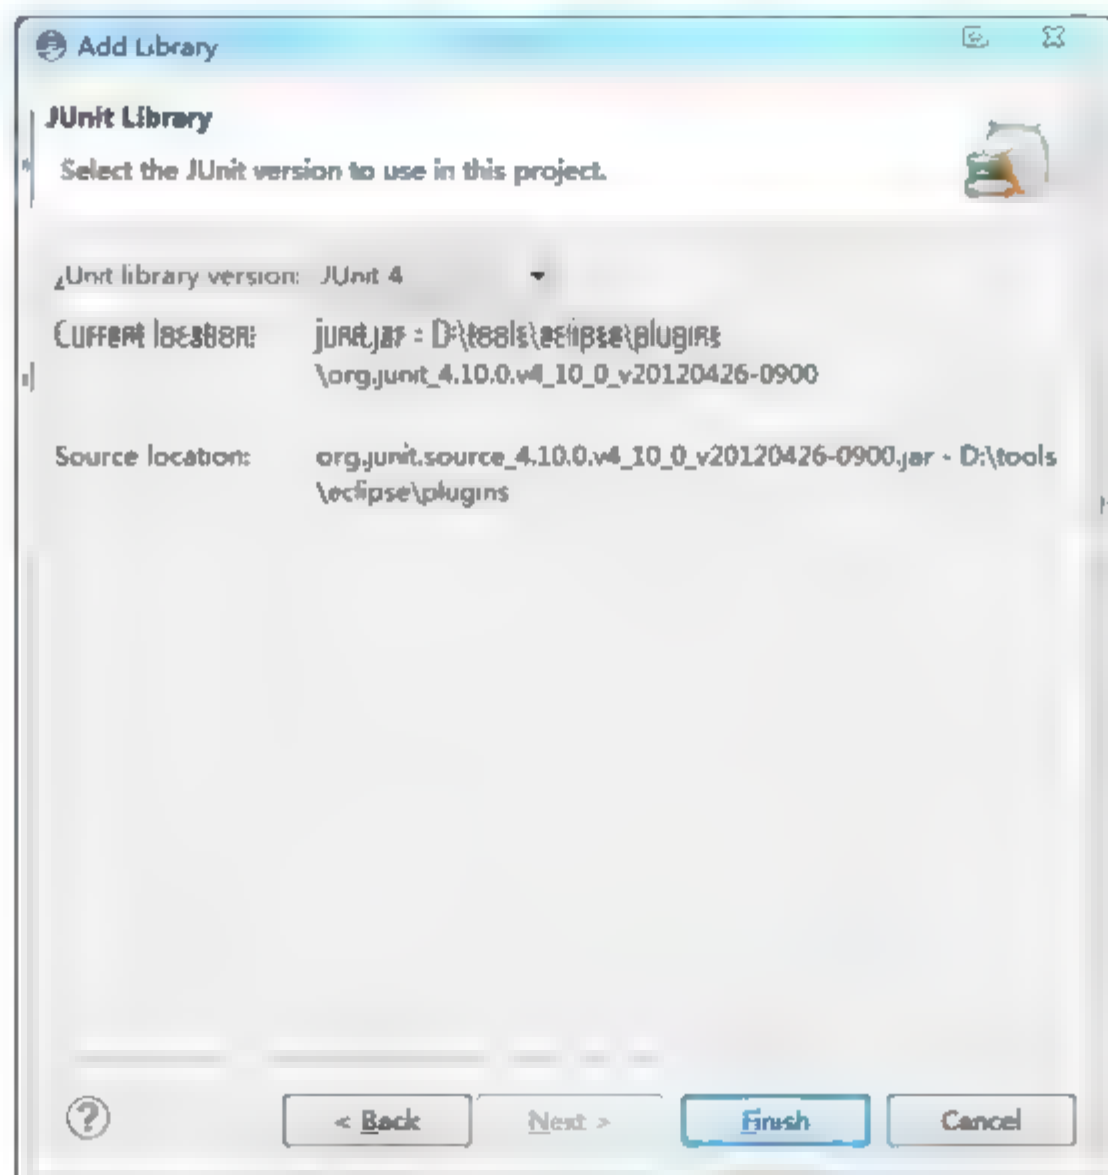 Add Library
JUnit Library
Select the JUnit version to use in this project.
JUnit library version: JUnit 4
Current location: junit.jar - D:\tools\eclipse\plugins
\org.junit_4.10.0.v4_10_0_v20120426-0900
Source location: org.junit.source_4.10.0.v4_10_0_v20120426-0900.jar - D:\tools
\eclipse\plugins
? < Back Next > Finish Cancel